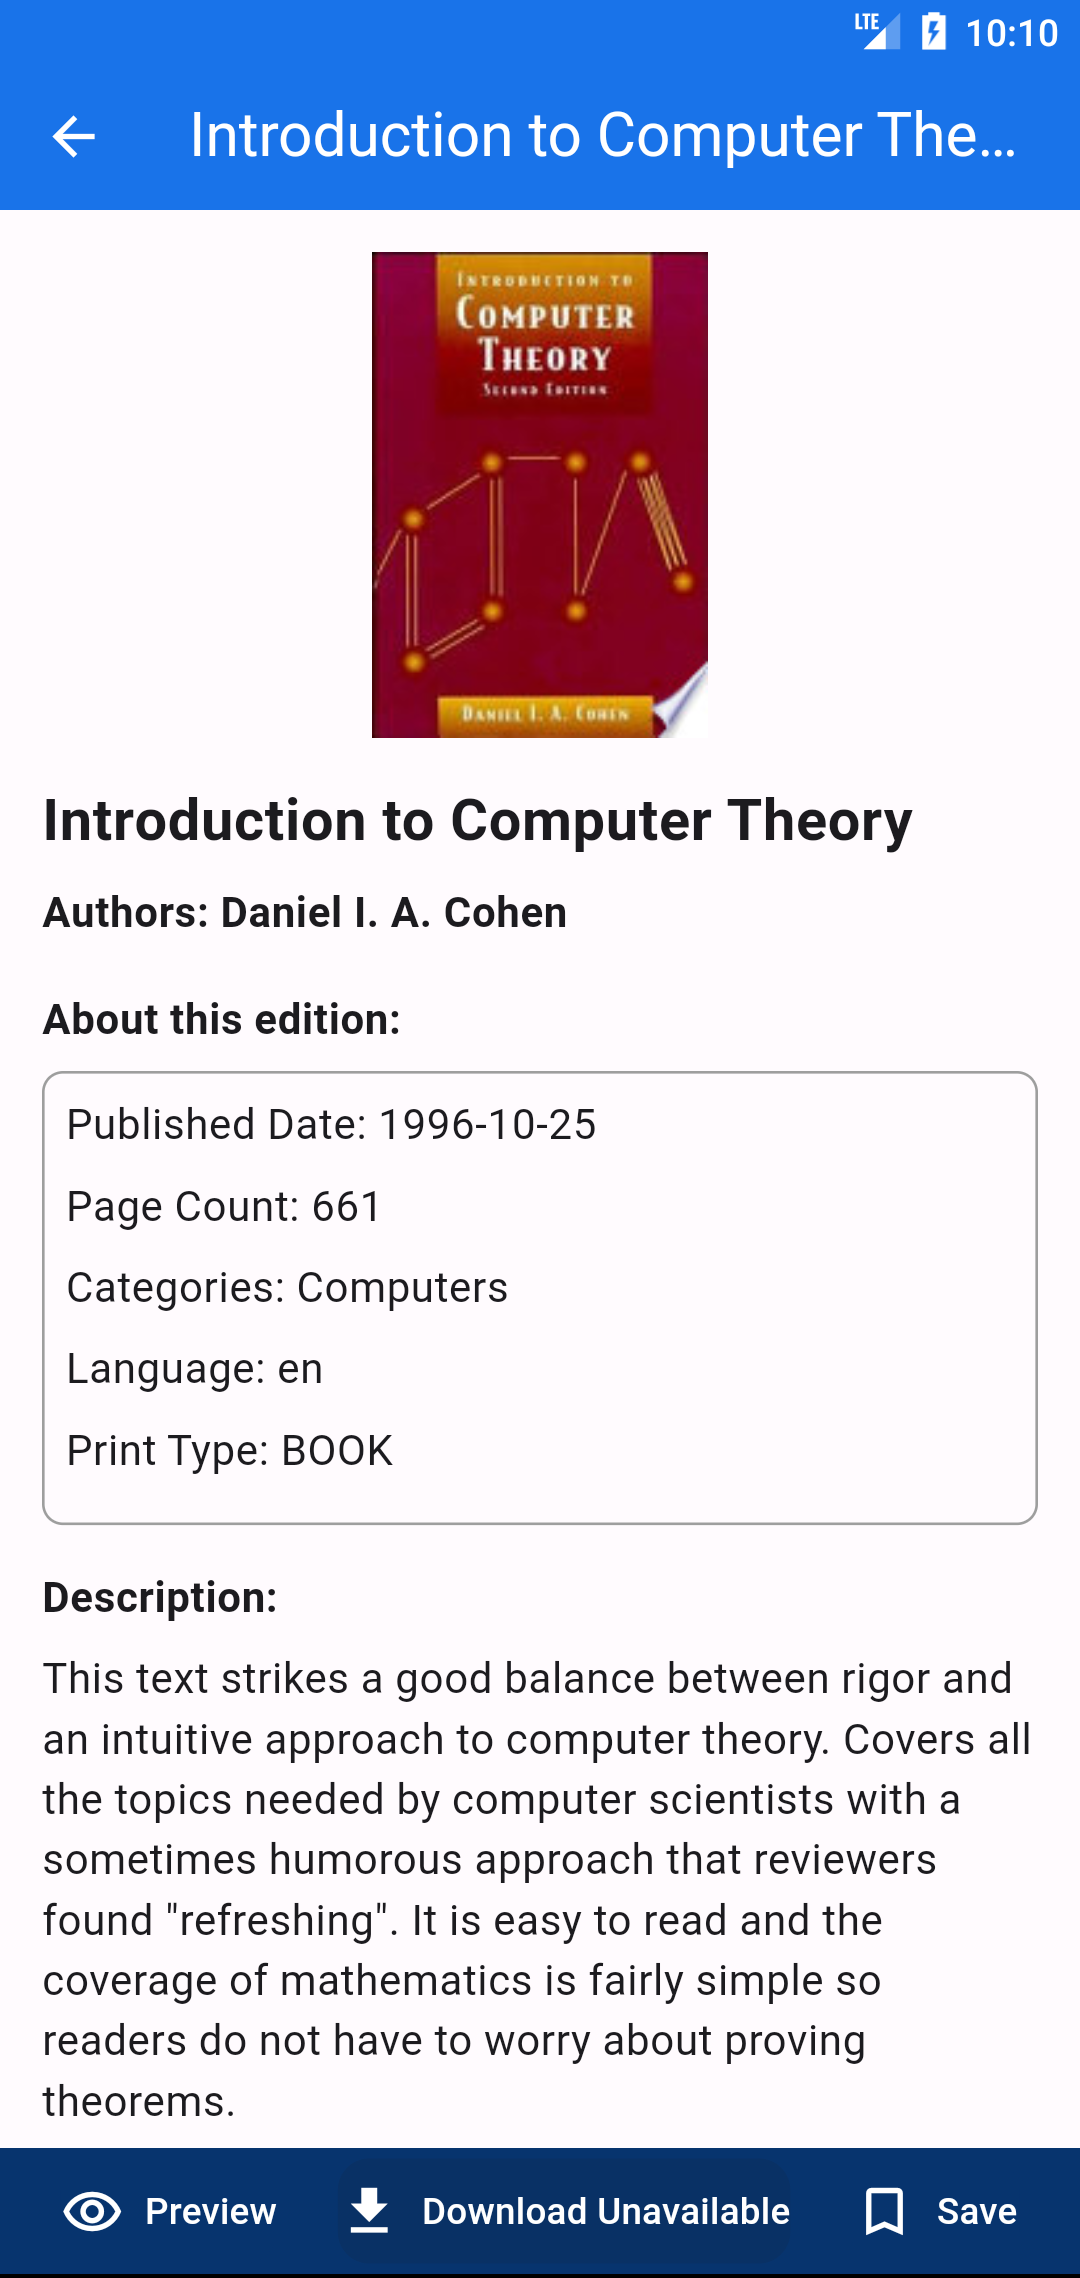 LTE 10:10
Introduction to Computer The...
INTRODUCTION TO
COMPUTER
THEORY
SECOND EDITION
DANIEL I. A. COHEN
Introduction to Computer Theory
Authors: Daniel I. A. Cohen
About this edition:
Published Date: 1996-10-25
Page Count: 661
Categories: Computers
Language: en
Print Type: BOOK
Description:
This text strikes a good balance between rigor and
an intuitive approach to computer theory. Covers all
the topics needed by computer scientists with a
sometimes humorous approach that reviewers
found "refreshing". It is easy to read and the
coverage of mathematics is fairly simple so
readers do not have to worry about proving
theorems.
Preview Download Unavailable Save